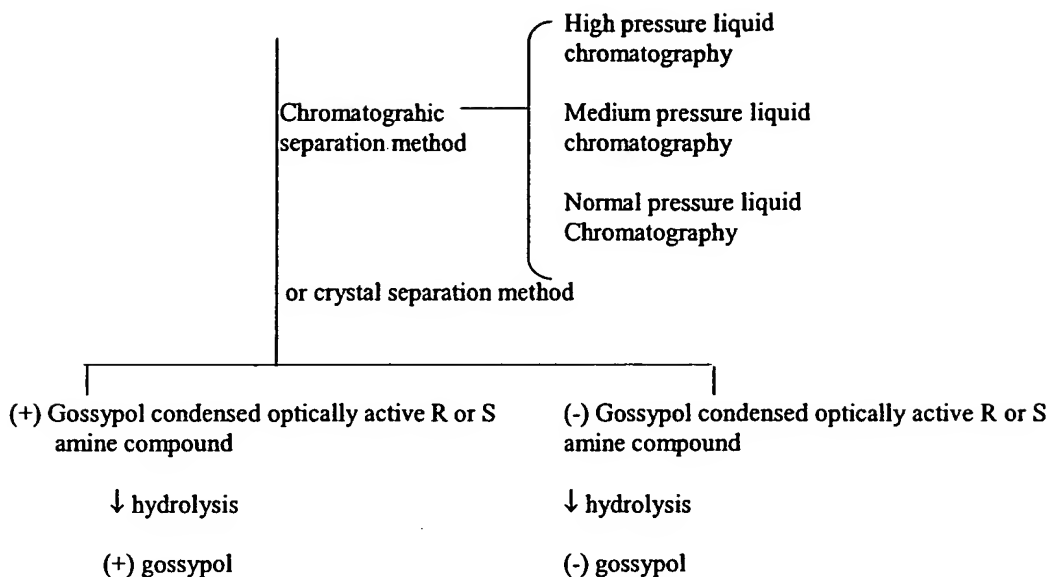 High pressure liquid
chromatography
Chromatograhic
separation method
Medium pressure liquid
chromatography
Normal pressure liquid
Chromatography
or crystal separation method
(+) Gossypol condensed optically active R or S
amine compound
(-) Gossypol condensed optically active R or S
amine compound
↓ hydrolysis
↓ hydrolysis
(+) gossypol
(-) gossypol